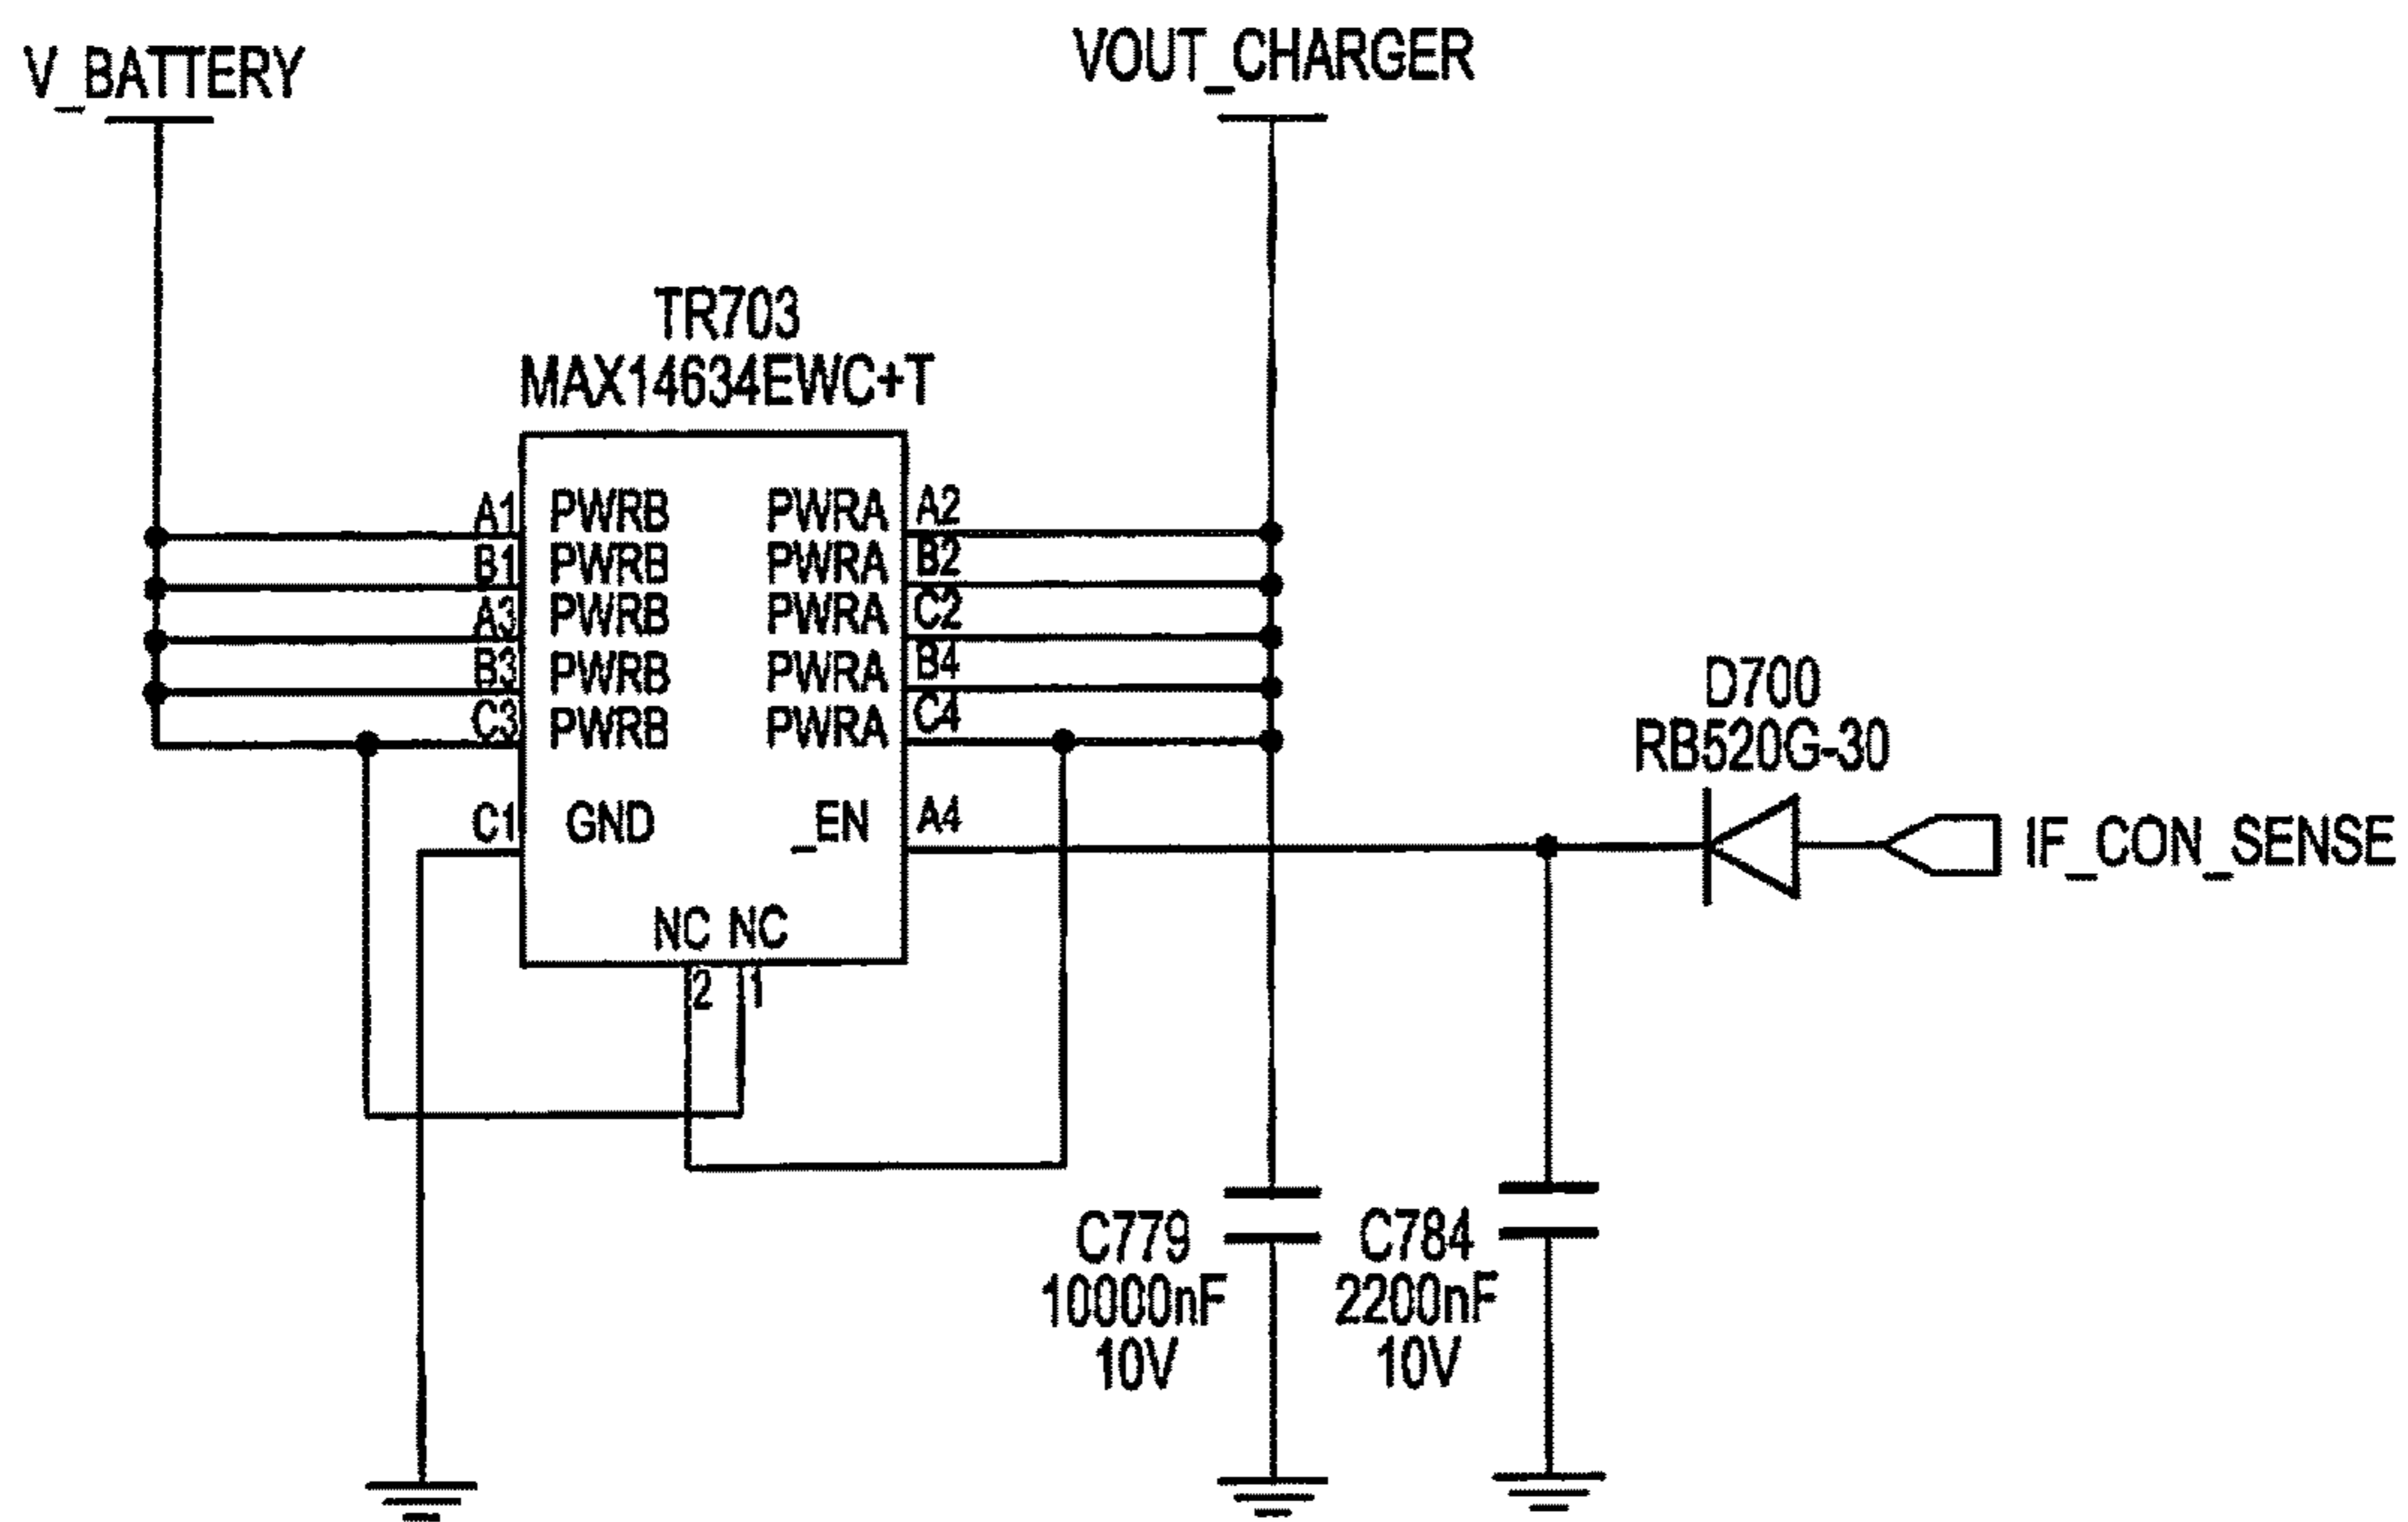 V_BATTERY
VOUT_CHARGER
TR703
MAX14634EWC+T
A1 PWRB PWRA A2
B1 PWRB PWRA B2
A3 PWRB PWRA C2
B3 PWRB PWRA B4
C3 PWRB PWRA C4
C1 GND _EN A4
NC NC
2 1
D700
RB520G-30
IF_CON_SENSE
C779
10000nF
10V
C784
2200nF
10V